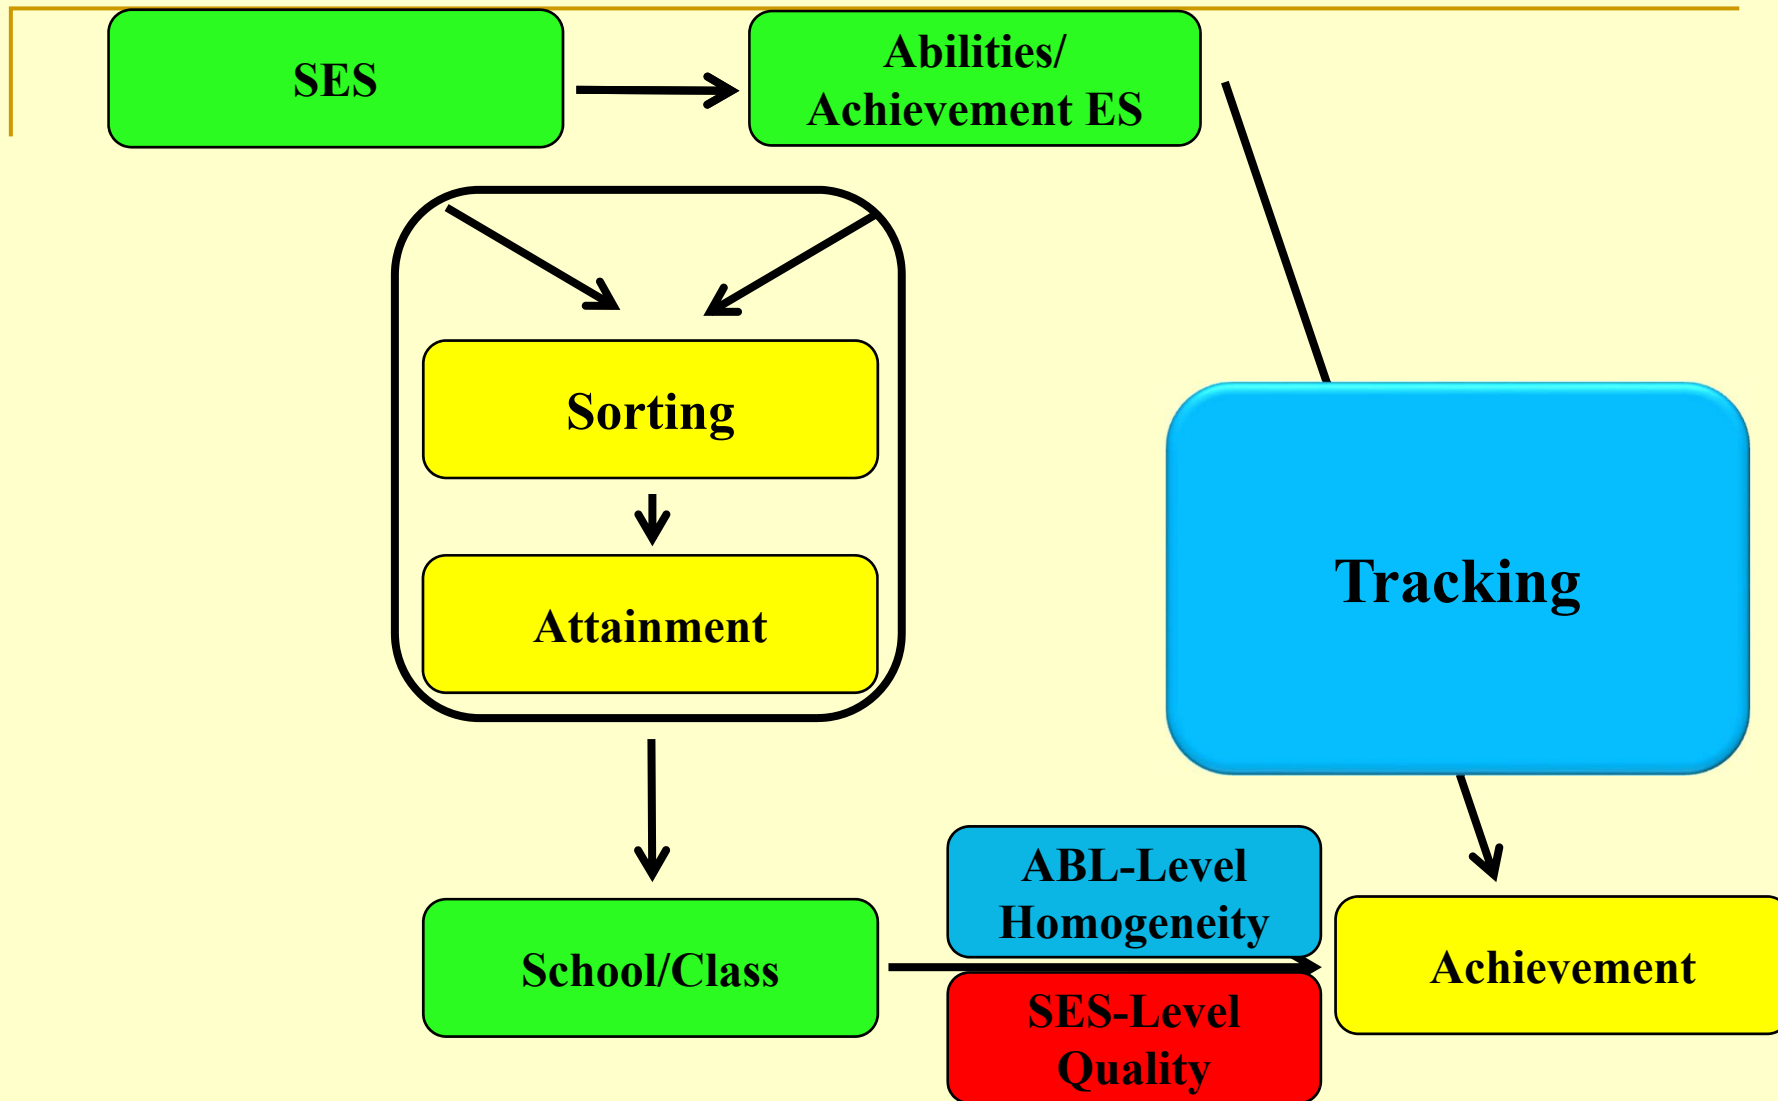 SES
Abilities/
Achievement ES
Sorting
Attainment
Tracking
ABL-Level
Homogeneity
School/Class
Achievement
SES-Level
Quality